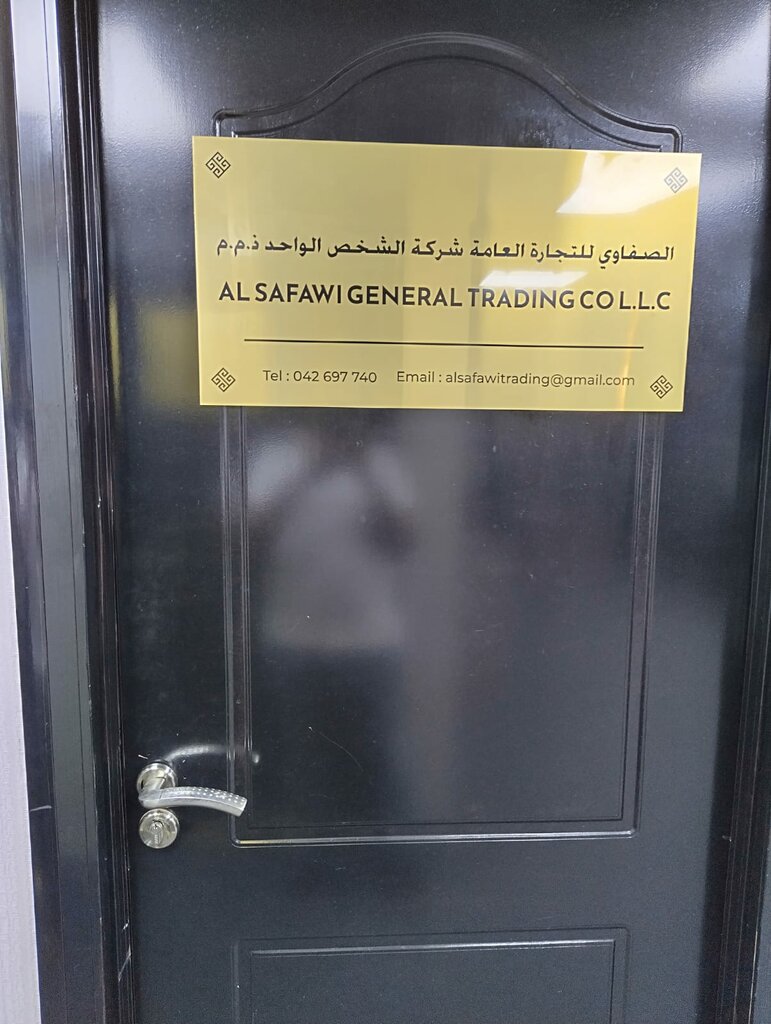 الصفاوي للتجارة العامة شركة الشخص الواحد ذ.م.م
AL SAFAWI GENERAL TRADING CO L.L.C
Tel : 042 697 740 Email : alsafawitrading@gmail.com